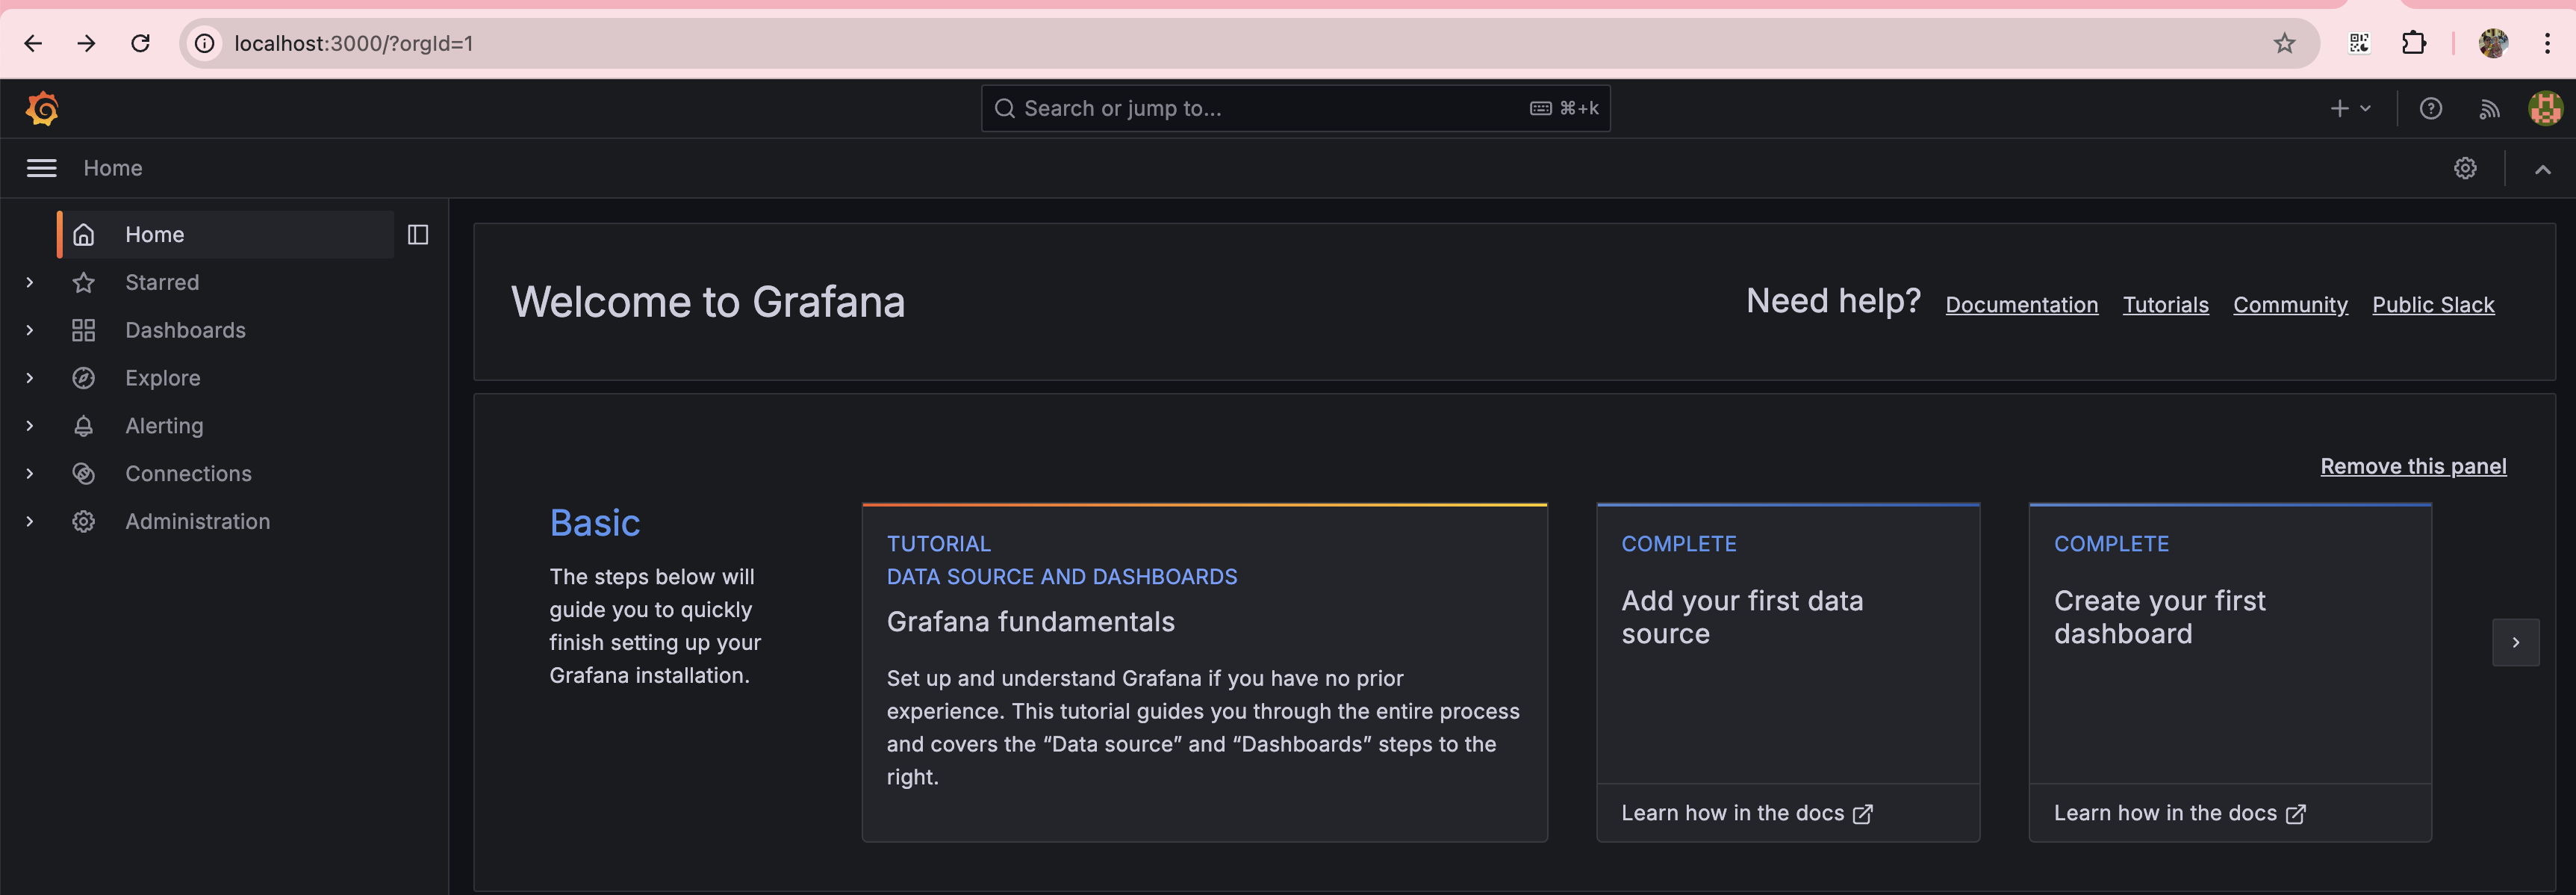 localhost:3000/?orgId=1
Search or jump to...
⌘+k
Home
Home
Starred
Dashboards
Explore
Alerting
Connections
Administration
Welcome to Grafana
Need help?
Documentation
Tutorials
Community
Public Slack
Remove this panel
Basic
The steps below will
guide you to quickly
finish setting up your
Grafana installation.
TUTORIAL
DATA SOURCE AND DASHBOARDS
Grafana fundamentals
Set up and understand Grafana if you have no prior
experience. This tutorial guides you through the entire process
and covers the “Data source” and “Dashboards” steps to the
right.
COMPLETE
Add your first data
source
Learn how in the docs
COMPLETE
Create your first
dashboard
Learn how in the docs